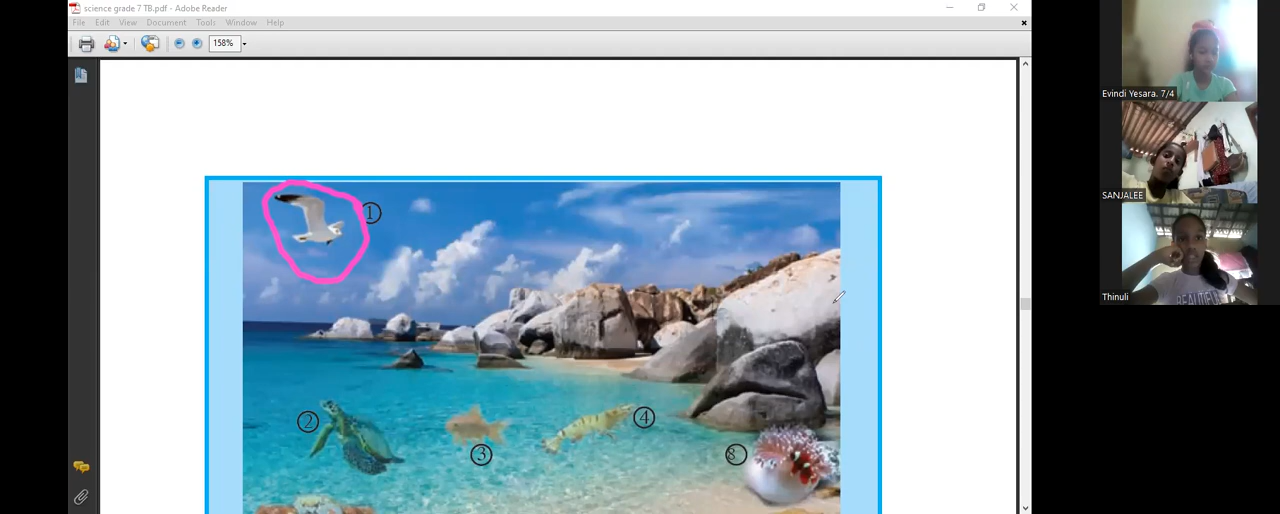 science grade 7 TB.pdf - Adobe Reader
File Edit View Document Tools Window Help
158%
1
2
3
4
8
Evindi Yesara. 7/4
SANJALEE
Thinuli
BEAUTIFUL